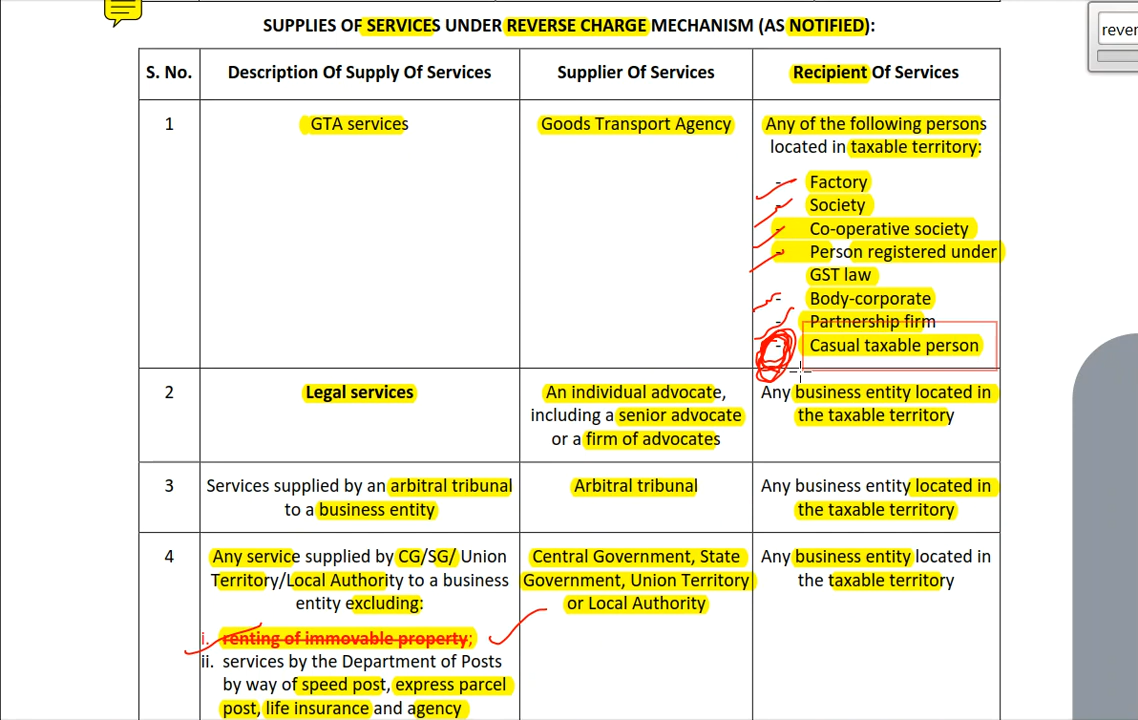 SUPPLIES OF SERVICES UNDER REVERSE CHARGE MECHANISM (AS NOTIFIED):
S. No.
Description Of Supply Of Services
Supplier Of Services
Recipient Of Services
1
GTA services
Goods Transport Agency
Any of the following persons
located in taxable territory:
- Factory
- Society
- Co-operative society
- Person registered under
GST law
- Body-corporate
- Partnership firm
- Casual taxable person
2
Legal services
An individual advocate,
including a senior advocate
or a firm of advocates
Any business entity located in
the taxable territory
3
Services supplied by an arbitral tribunal
to a business entity
Arbitral tribunal
Any business entity located in
the taxable territory
4
Any service supplied by CG/SG/ Union
Territory/Local Authority to a business
entity excluding:
i. renting of immovable property;
ii. services by the Department of Posts
by way of speed post, express parcel
post, life insurance and agency
Central Government, State
Government, Union Territory
or Local Authority
Any business entity located in
the taxable territory
rever